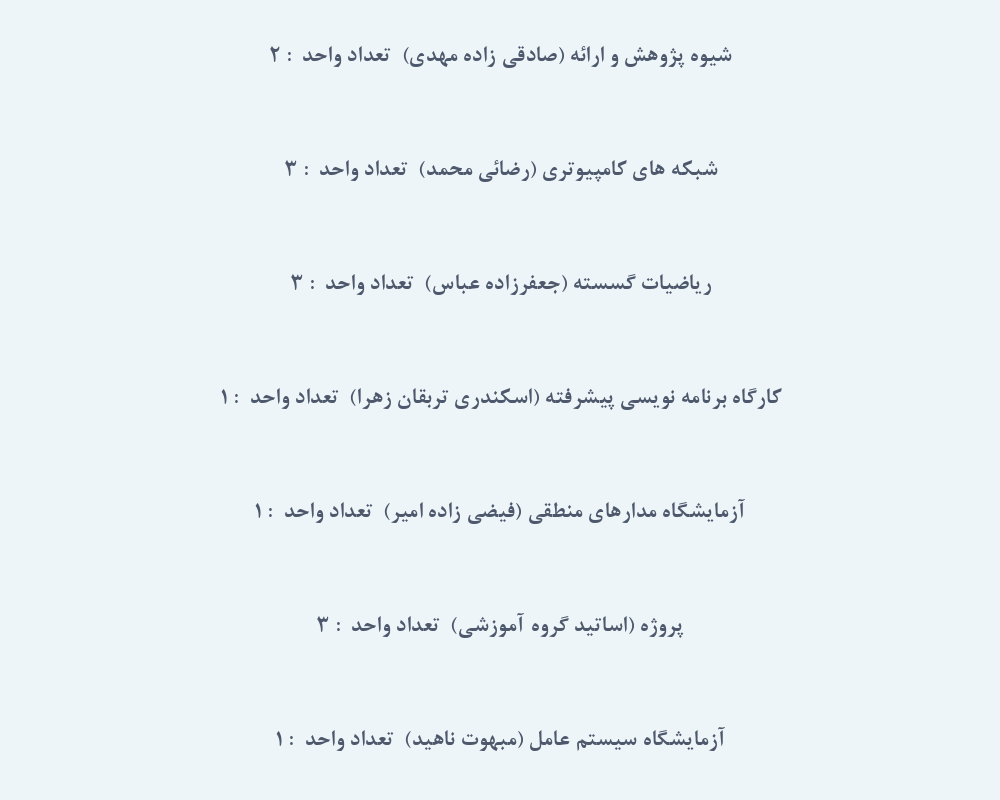 شیوه پژوهش و ارائه (صادقی زاده مهدی) تعداد واحد : ۲
شبکه های کامپیوتری (رضائی محمد) تعداد واحد : ۳
ریاضیات گسسته (جعفرزاده عباس) تعداد واحد : ۳
کارگاه برنامه نویسی پیشرفته (اسکندری تربقان زهرا) تعداد واحد : ۱
آزمایشگاه مدارهای منطقی (فیضی زاده امیر) تعداد واحد : ۱
پروژه (اساتید گروه آموزشی) تعداد واحد : ۳
آزمایشگاه سیستم عامل (مبهوت ناهید) تعداد واحد : ۱